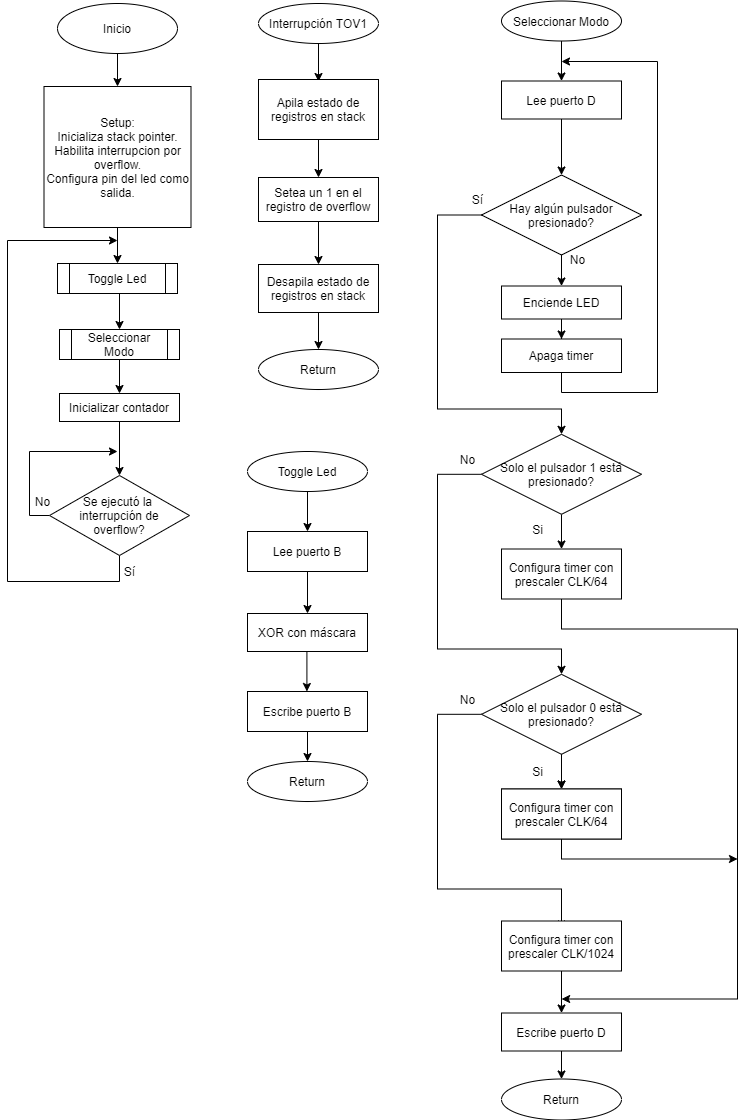 Inicio
Setup:
Inicializa stack pointer.
Habilita interrupcion por
overflow.
Configura pin del led como
salida.
Toggle Led
Seleccionar
Modo
Inicializar contador
Se ejecutó la
interrupción de
overflow?
No
Sí
Interrupción TOV1
Apila estado de
registros en stack
Setea un 1 en el
registro de overflow
Desapila estado de
registros en stack
Return
Toggle Led
Lee puerto B
XOR con máscara
Escribe puerto B
Return
Seleccionar Modo
Lee puerto D
Hay algún pulsador
presionado?
Sí
No
Enciende LED
Apaga timer
Solo el pulsador 1 está
presionado?
No
Si
Configura timer con
prescaler CLK/64
Solo el pulsador 0 está
presionado?
No
Si
Configura timer con
prescaler CLK/64
Configura timer con
prescaler CLK/1024
Escribe puerto D
Return